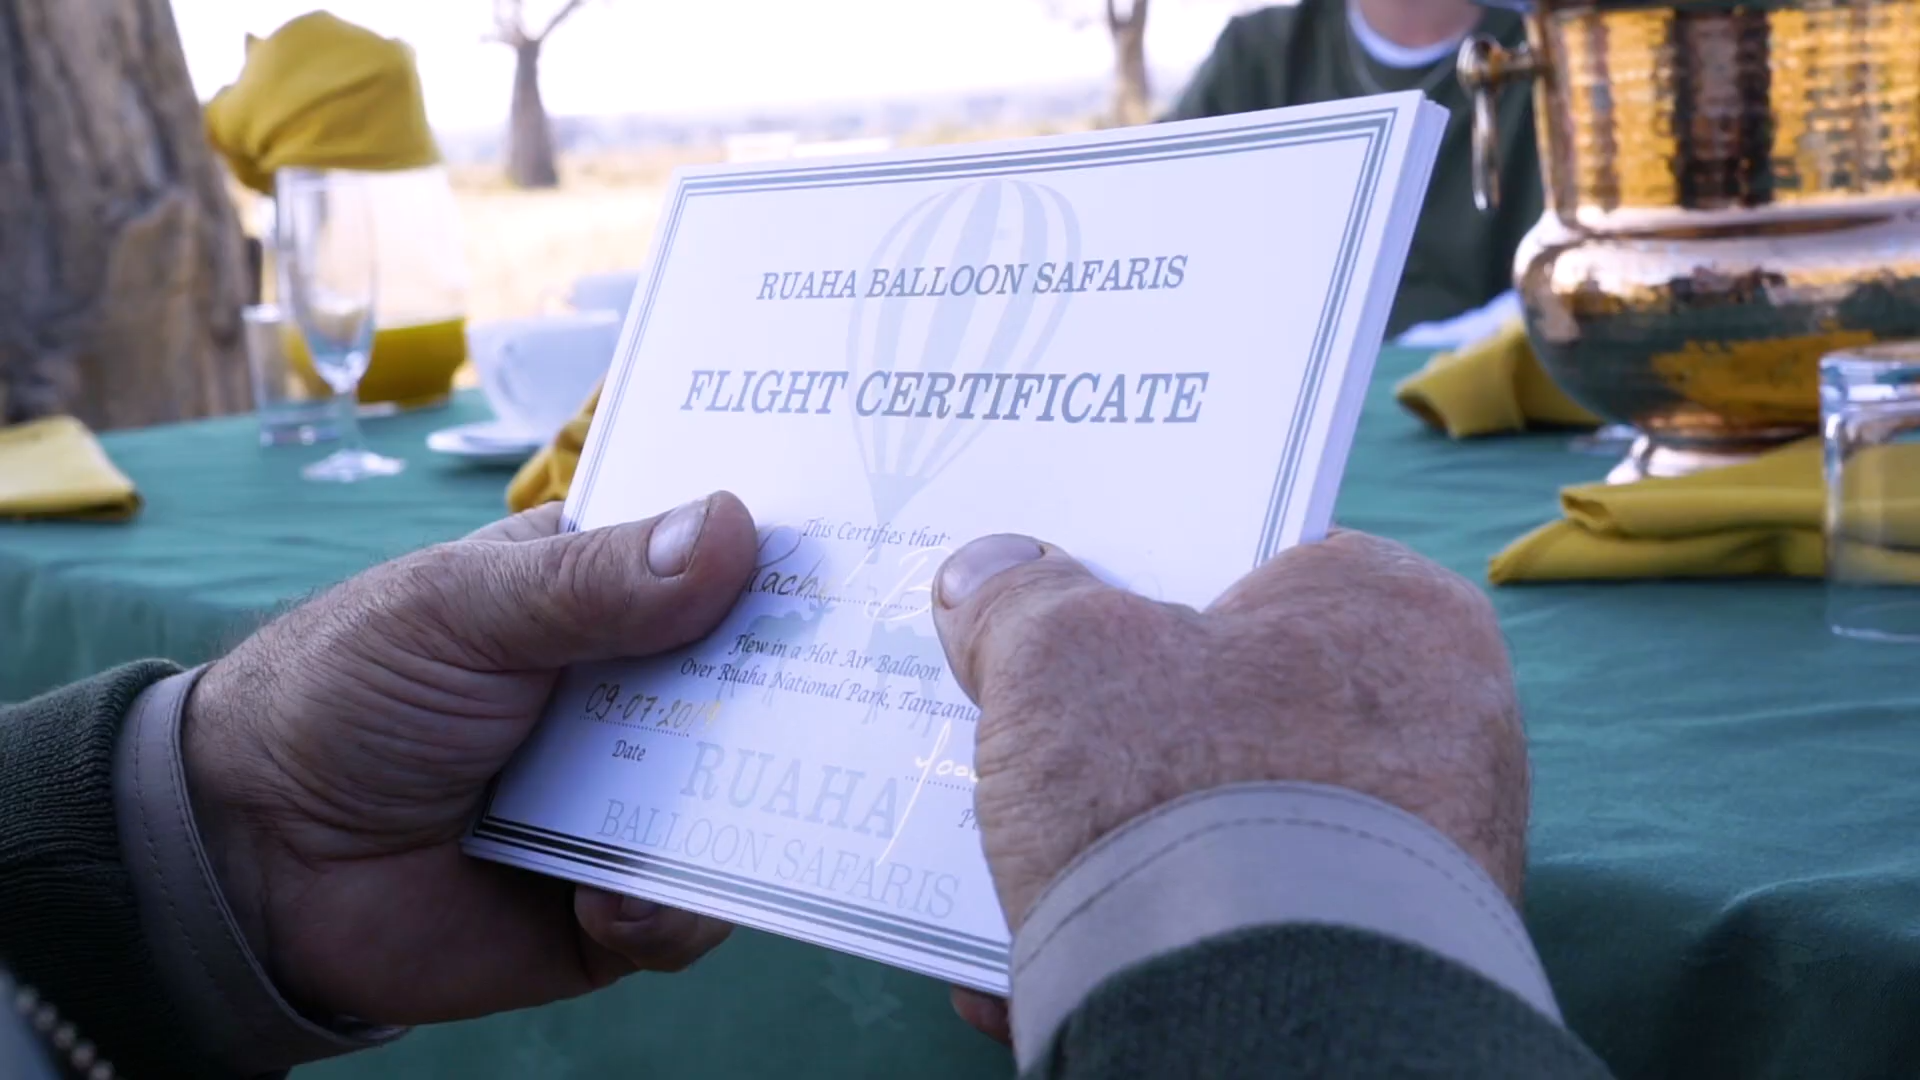 RUAHA BALLOON SAFARIS
FLIGHT CERTIFICATE
This Certifies that:
Rachel B
Flew in a Hot Air Balloon
Over Ruaha National Park, Tanzania
09-07-2019
Date
RUAHA
BALLOON SAFARIS